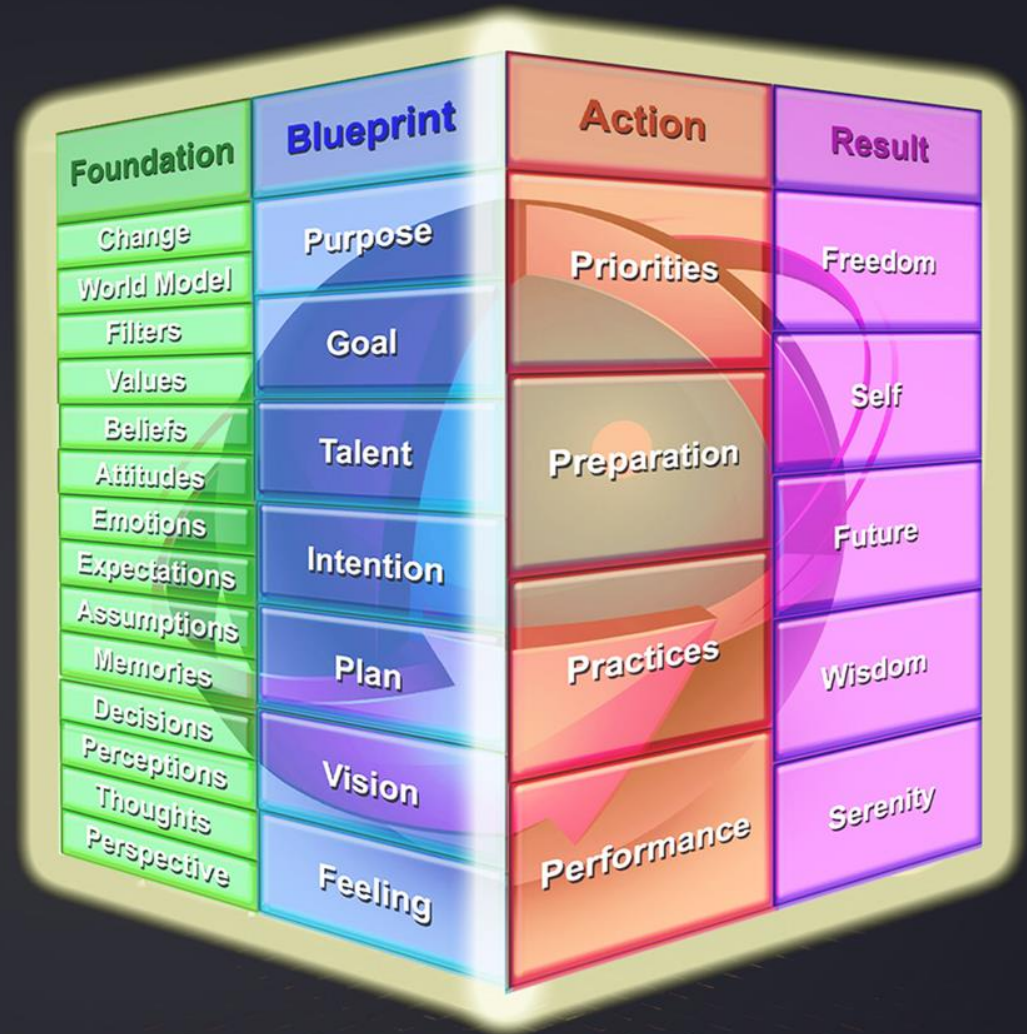 Foundation
Change
World Model
Filters
Values
Beliefs
Attitudes
Emotions
Expectations
Assumptions
Memories
Decisions
Perceptions
Thoughts
Perspective
Blueprint
Purpose
Goal
Talent
Intention
Plan
Vision
Feeling
Action
Priorities
Preparation
Practices
Performance
Result
Freedom
Self
Future
Wisdom
Serenity